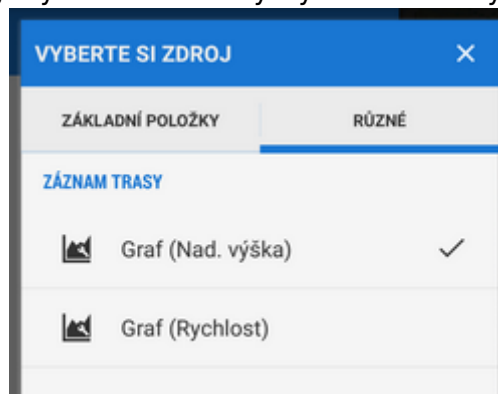 VYBERTE SI ZDROJ
ZÁKLADNÍ POLOŽKY
RŮZNÉ
ZÁZNAM TRASY
Graf (Nad. výška)
Graf (Rychlost)